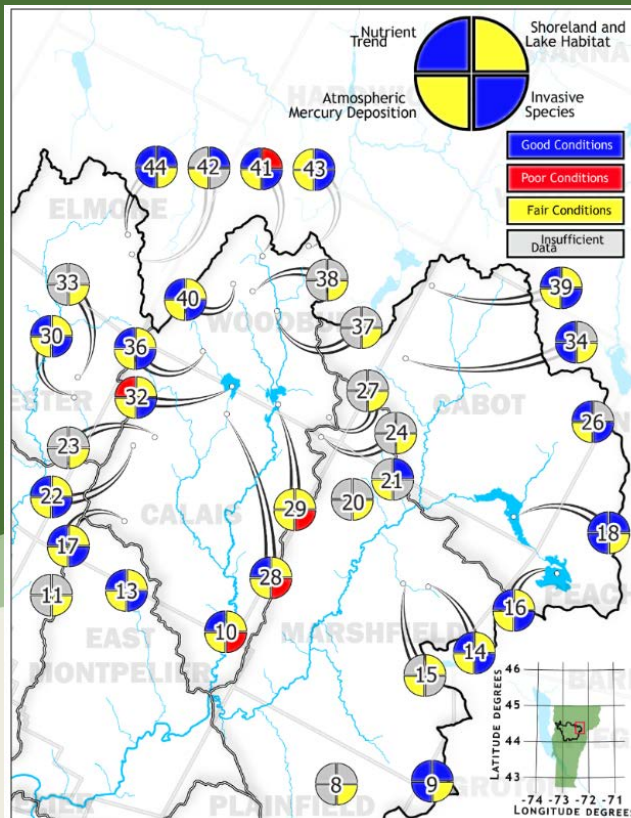 Nutrient
Trend
Shoreland and
Lake Habitat
Atmospheric
Mercury Deposition
Invasive
Species
Good Conditions
Poor Conditions
Fair Conditions
Insufficient
Data
44
42
41
43
ELMORE
33
38
39
40
WOODBURY
30
37
36
34
32
27
CABOT
26
23
24
21
22
20
CALAIS
29
18
17
28
PEACH
11
13
16
10
MARSHFIELD
EAST
MONTPELIER
14
15
8
9
PLAINFIELD
GROTON
LATITUDE DEGREES
46
45
44
43
-74 -73 -72 -71
LONGITUDE DEGREES